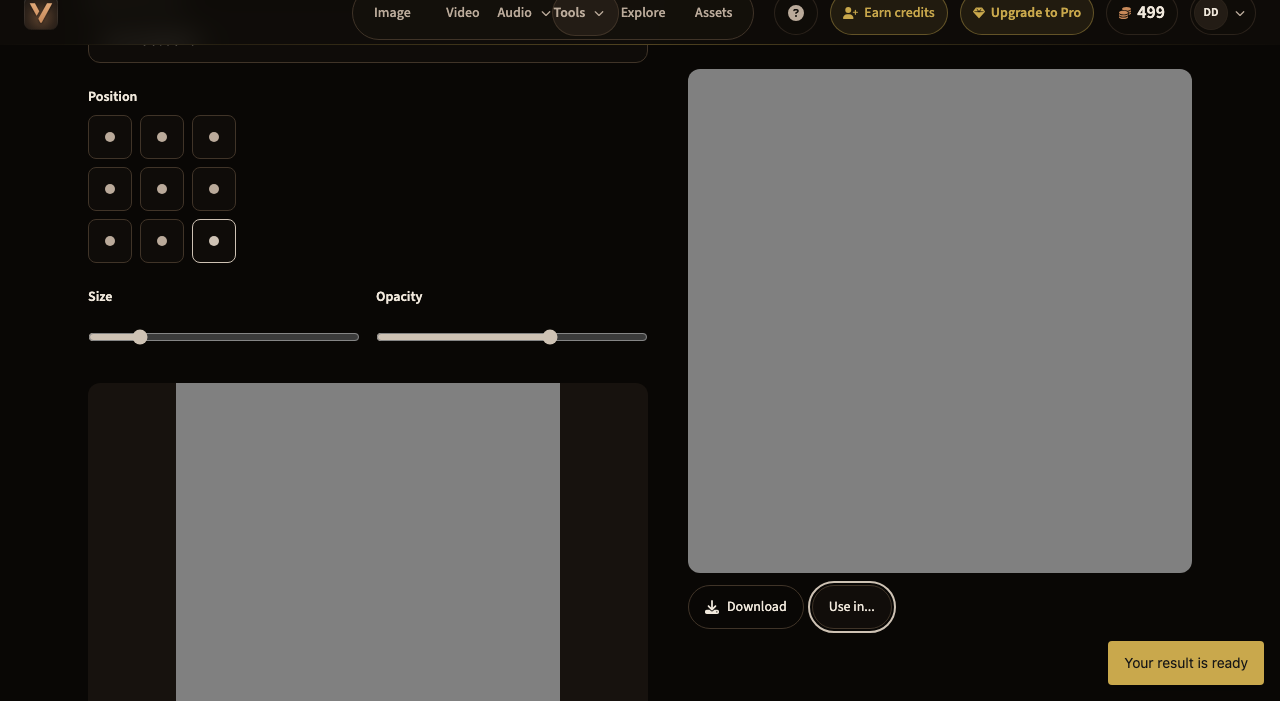 Image Video Audio Tools Explore Assets ? Earn credits Upgrade to Pro 499 DD
Position
Size Opacity
Download Use in...
Your result is ready